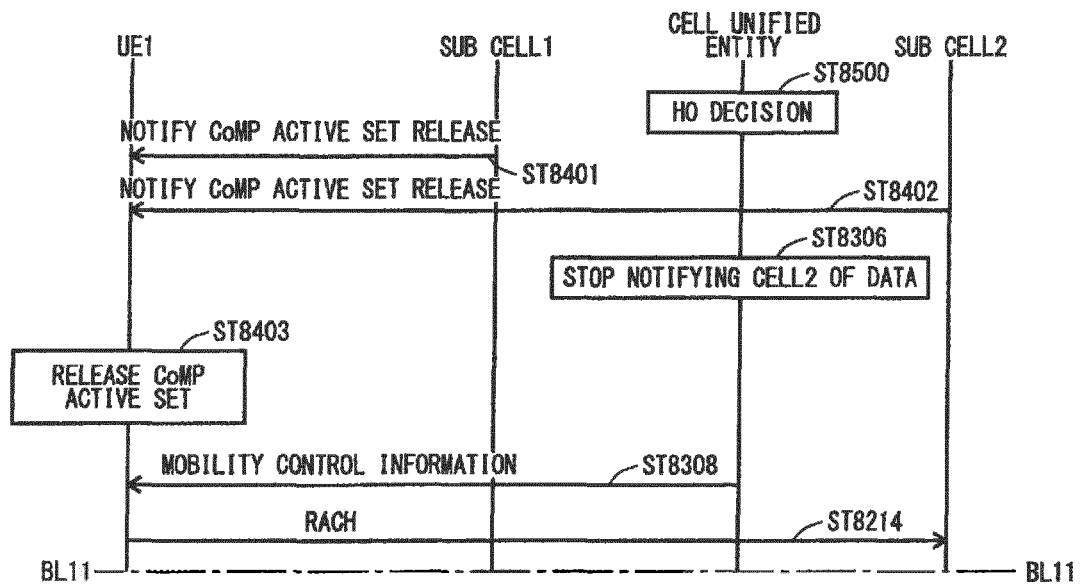 UE1
SUB CELL1
CELL UNIFIED
ENTITY
SUB CELL2
ST8500
HO DECISION
NOTIFY CoMP ACTIVE SET RELEASE
ST8401
NOTIFY CoMP ACTIVE SET RELEASE
ST8402
ST8306
STOP NOTIFYING CELL2 OF DATA
ST8403
RELEASE CoMP
ACTIVE SET
MOBILITY CONTROL INFORMATION
ST8308
RACH
ST8214
BL11
BL11